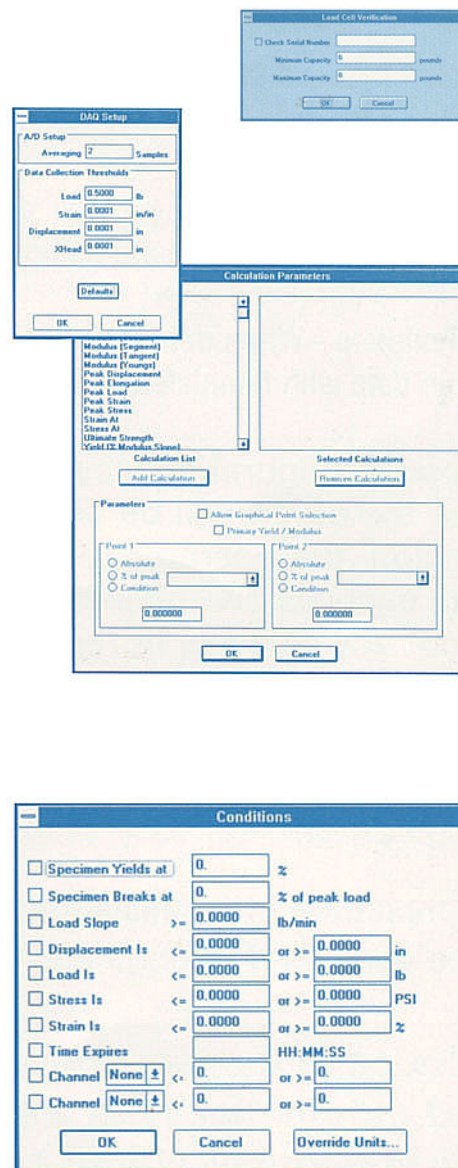 Load Cell Verification
Check Serial Number
Minimum Capacity 0. pounds
Maximum Capacity 0. pounds
OK Cancel
DAQ Setup
A/D Setup
Averaging 2 Samples
Data Collection Thresholds
Load 0.5000 lb
Strain 0.0001 in/in
Displacement 0.0001 in
XHead 0.0001 in
Defaults
OK Cancel
Calculation Parameters
Modulus (Segment)
Modulus (Tangent)
Modulus (Youngs)
Peak Displacement
Peak Elongation
Peak Load
Peak Strain
Peak Stress
Strain At
Stress At
Ultimate Strength
Yield (% Modulus Slope)
Calculation List Selected Calculations
Add Calculation Remove Calculation
Parameters
Allow Graphical Point Selection
Primary Yield / Modulus
Point 1 Point 2
Absolute Absolute
% of peak % of peak
Condition Condition
0.000000 0.000000
OK Cancel
Conditions
Specimen Yields at 0. %
Specimen Breaks at 0. % of peak load
Load Slope >= 0.0000 lb/min
Displacement Is <= 0.0000 or >= 0.0000 in
Load Is <= 0.0000 or >= 0.0000 lb
Stress Is <= 0.0000 or >= 0.0000 PSI
Strain Is <= 0.0000 or >= 0.0000 %
Time Expires HH:MM:SS
Channel None <= 0. or >= 0.
Channel None <= 0. or >= 0.
OK Cancel Override Units...